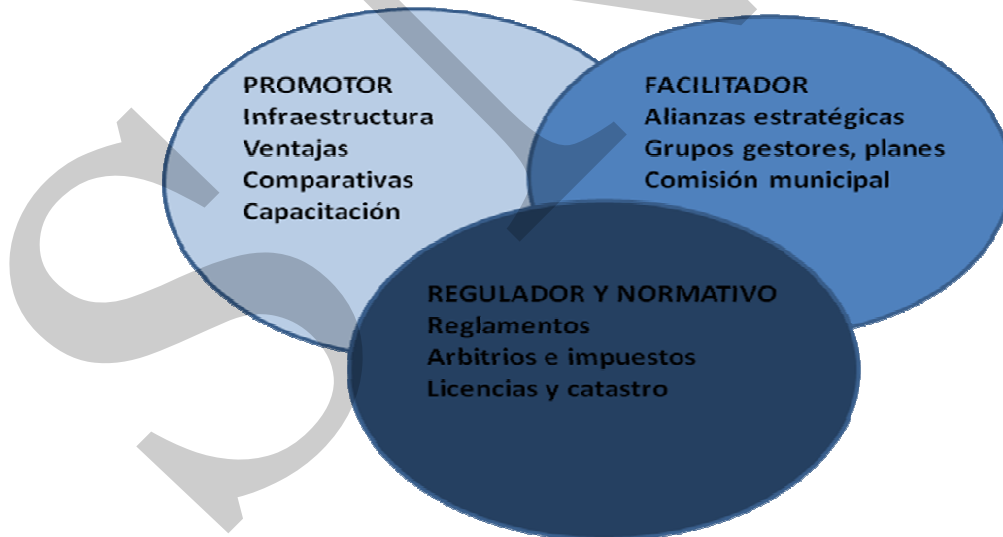 PROMOTOR
Infraestructura
Ventajas
Comparativas
Capacitación
FACILITADOR
Alianzas estratégicas
Grupos gestores, planes
Comisión municipal
REGULADOR Y NORMATIVO
Reglamentos
Arbitrios e impuestos
Licencias y catastro